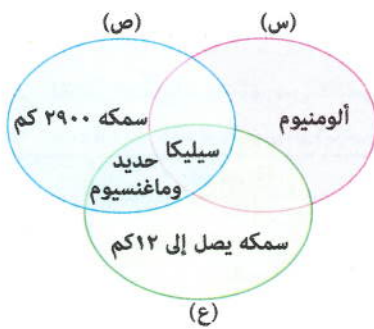 (ص)
(س)
سمكه ٢٩٠٠ كم
ألومنيوم
سيليكا
حديد
وماغنسيوم
سمكه يصل إلى ١٢كم
(ع)